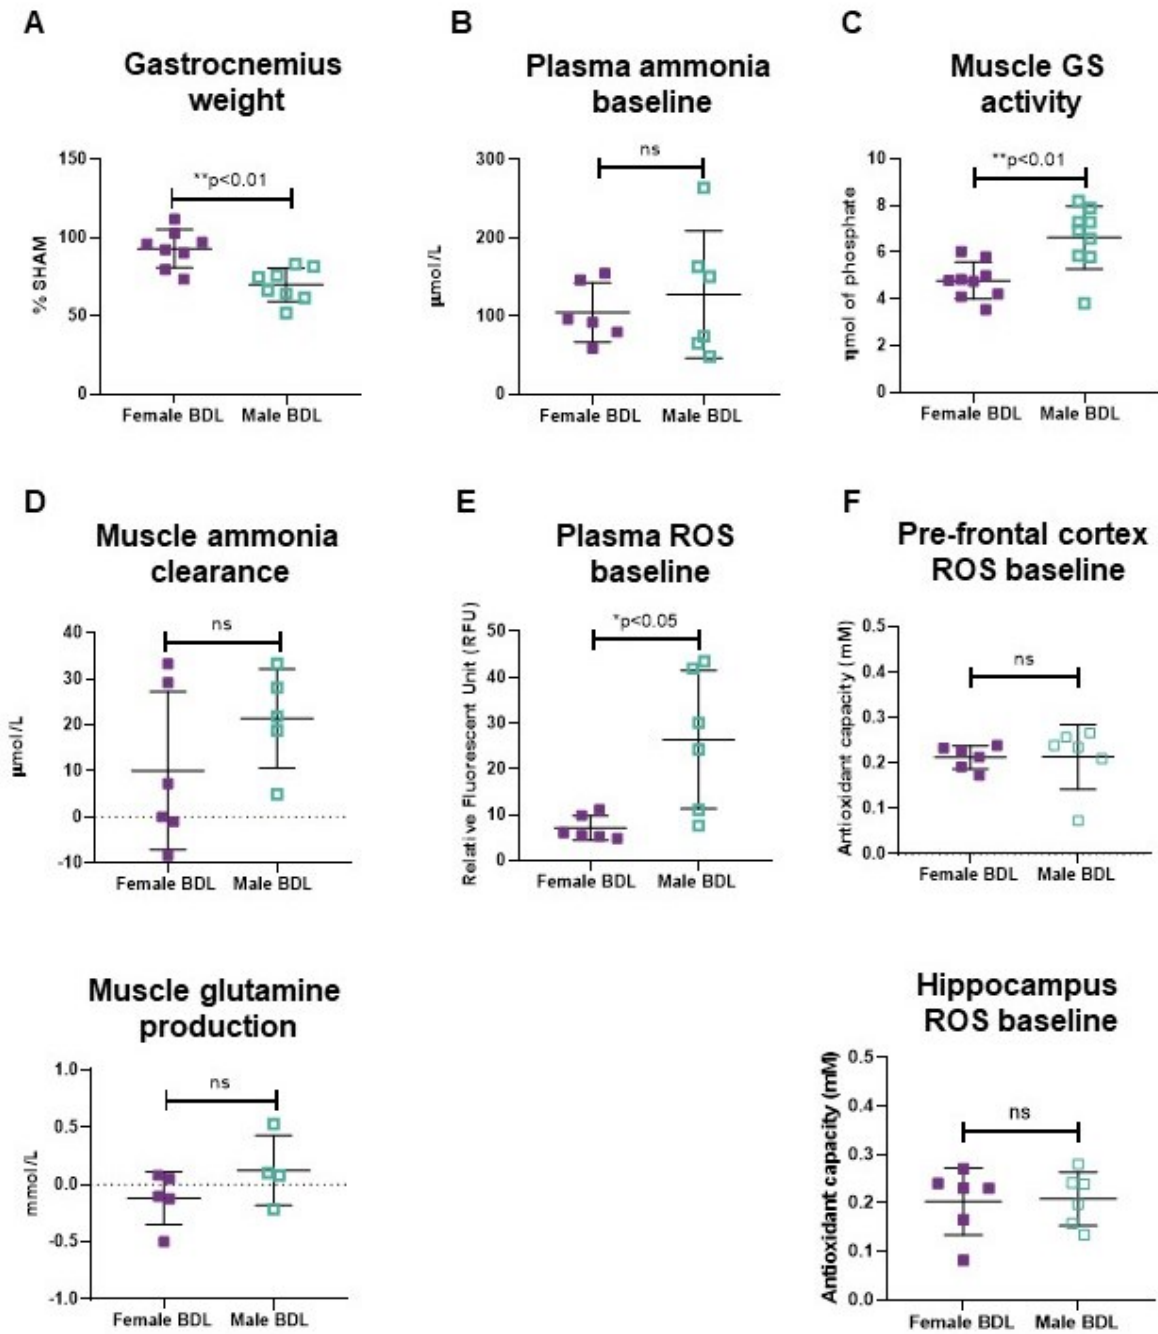 A
Gastrocnemius
weight
150
100
50
0
% SHAM
**p<0.01
Female BDL Male BDL
B
Plasma ammonia
baseline
300
200
100
0
µmol/L
ns
Female BDL Male BDL
C
Muscle GS
activity
10
8
6
4
2
0
ηmol of phosphate
**p<0.01
Female BDL Male BDL
D
Muscle ammonia
clearance
40
30
20
10
0
-10
µmol/L
ns
Female BDL Male BDL
E
Plasma ROS
baseline
50
40
30
20
10
0
Relative Fluorescent Unit (RFU)
*p<0.05
Female BDL Male BDL
F
Pre-frontal cortex
ROS baseline
0.5
0.4
0.3
0.2
0.1
0.0
Antioxidant capacity (mM)
ns
Female BDL Male BDL
Muscle glutamine
production
1.0
0.5
0.0
-0.5
-1.0
mmol/L
ns
Female BDL Male BDL
Hippocampus
ROS baseline
0.5
0.4
0.3
0.2
0.1
0.0
Antioxidant capacity (mM)
ns
Female BDL Male BDL